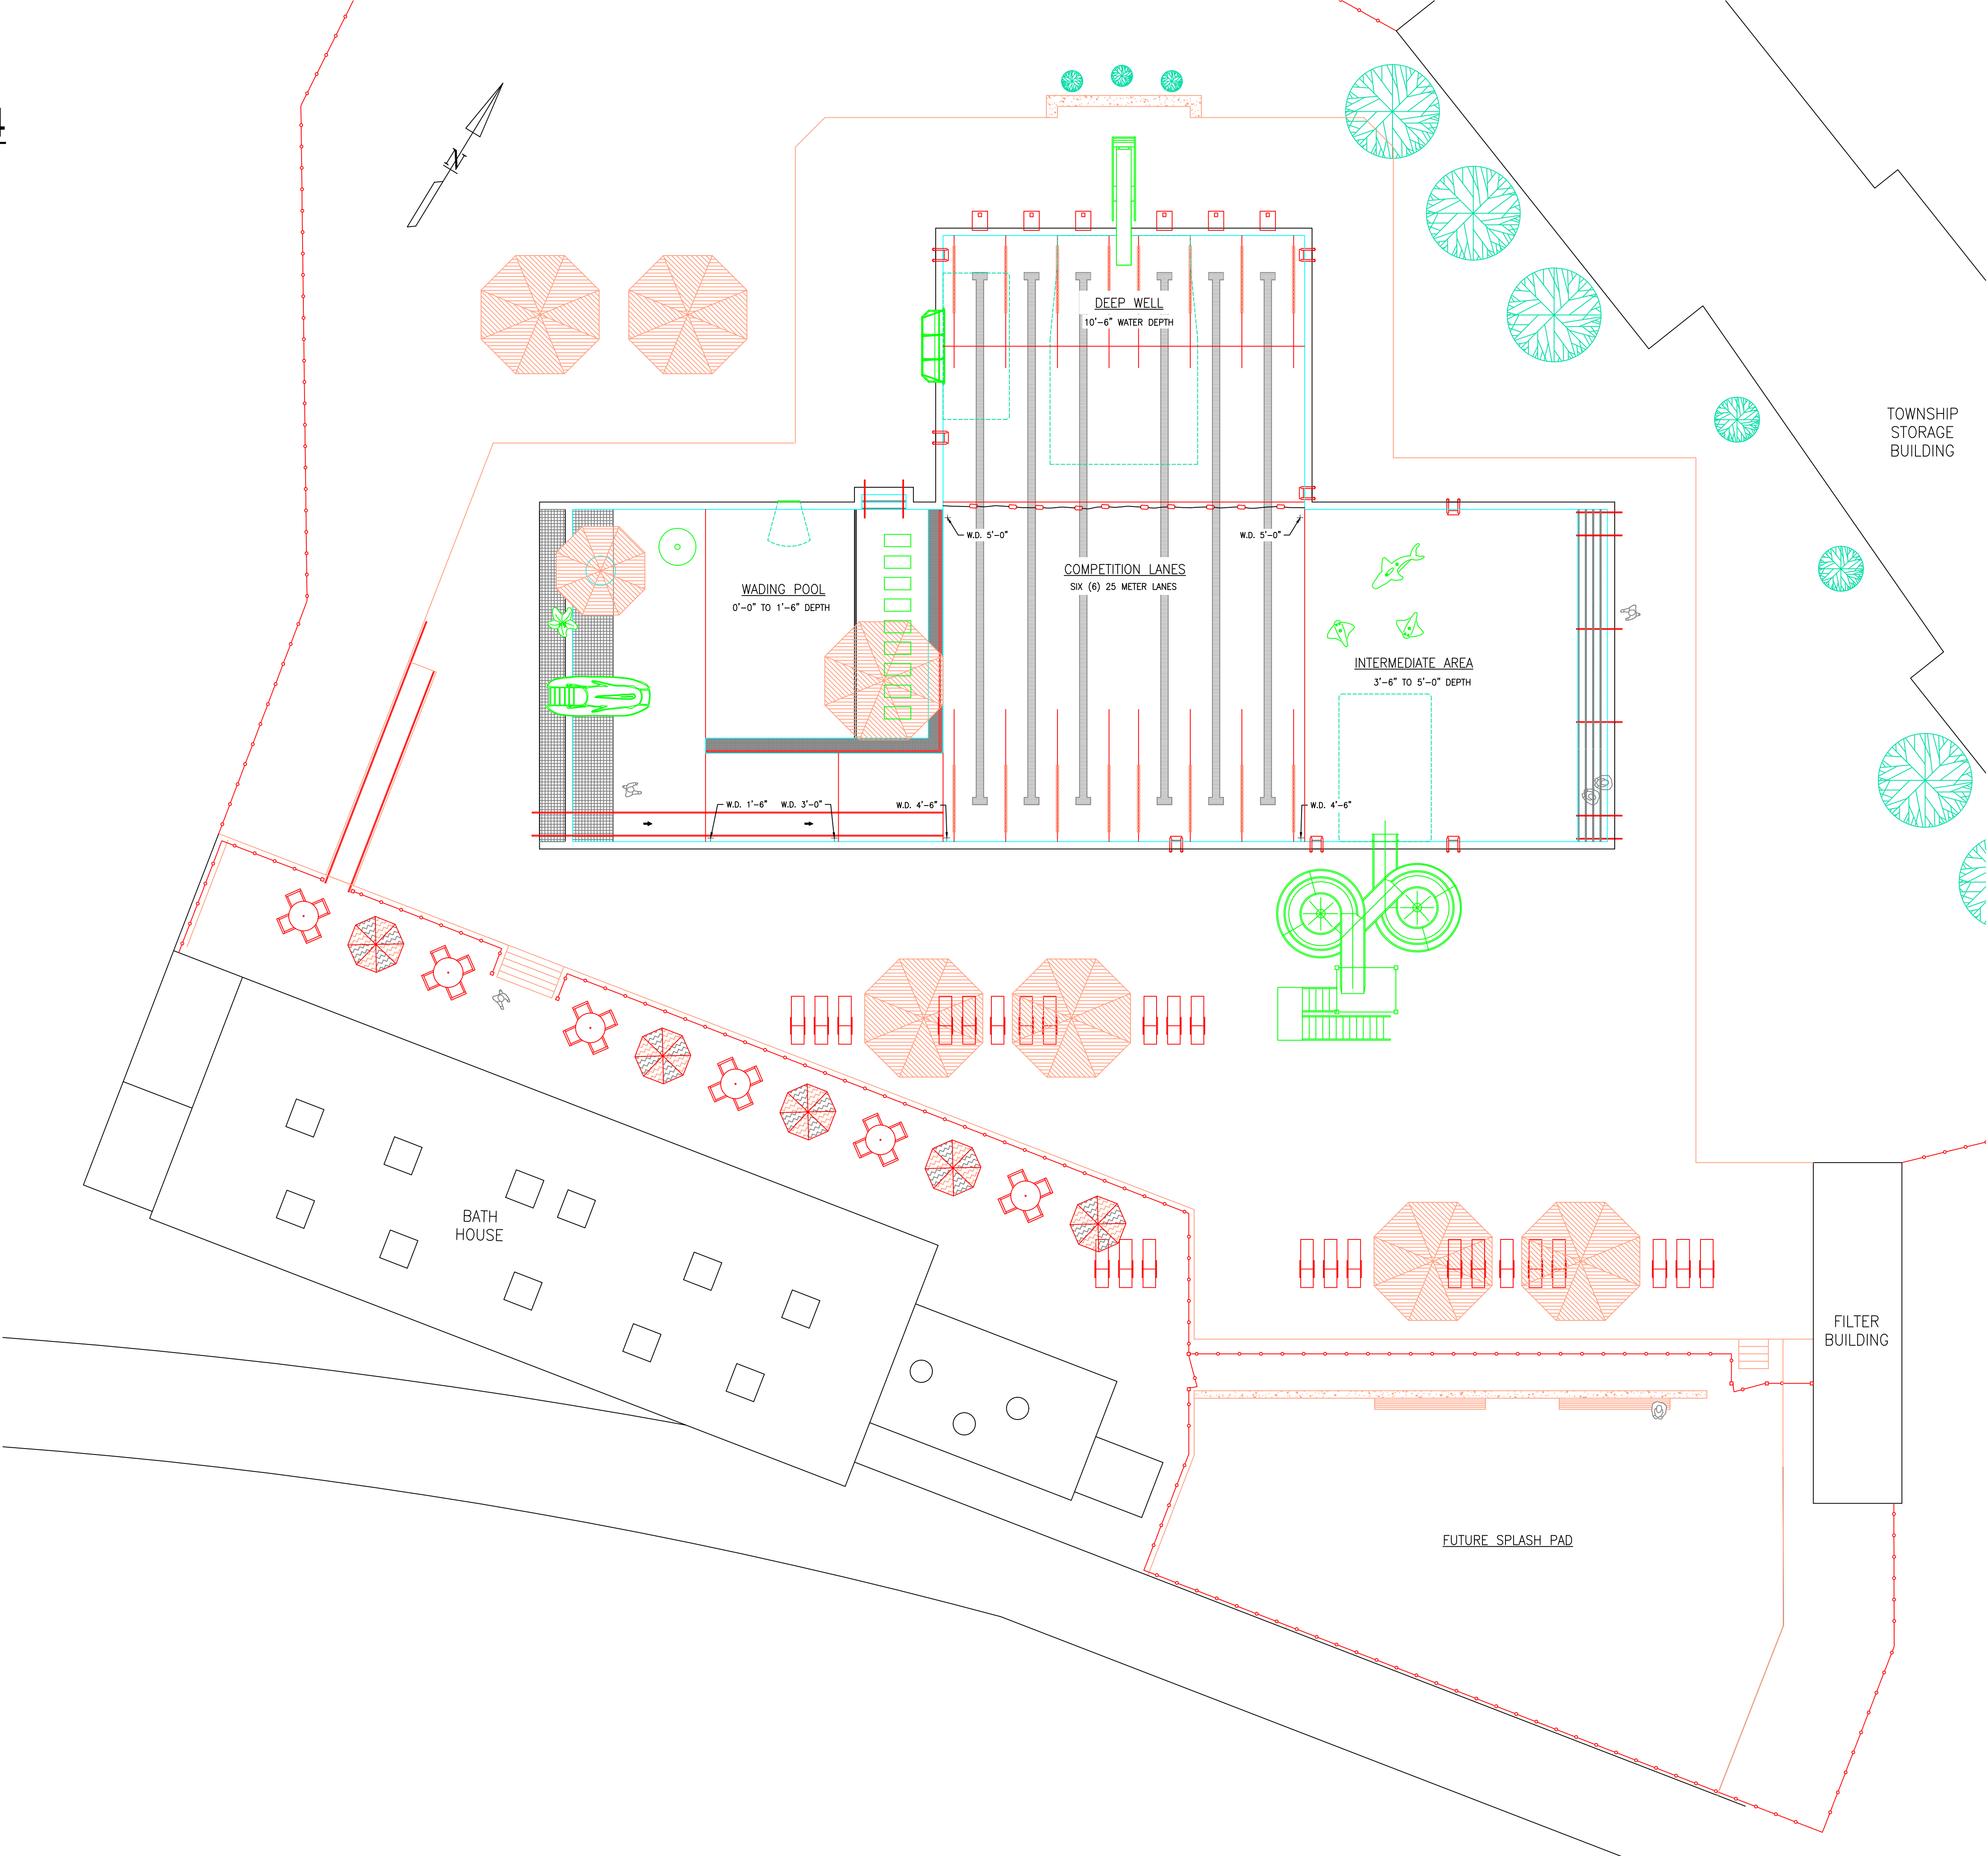 4
N
DEEP WELL
10'-6" WATER DEPTH
TOWNSHIP
STORAGE
BUILDING
W.D. 5'-0"
W.D. 5'-0"
COMPETITION LANES
SIX (6) 25 METER LANES
WADING POOL
0'-0" TO 1'-6" DEPTH
INTERMEDIATE AREA
3'-6" TO 5'-0" DEPTH
W.D. 1'-6"
W.D. 3'-0"
W.D. 4'-6"
W.D. 4'-6"
BATH
HOUSE
FILTER
BUILDING
FUTURE SPLASH PAD